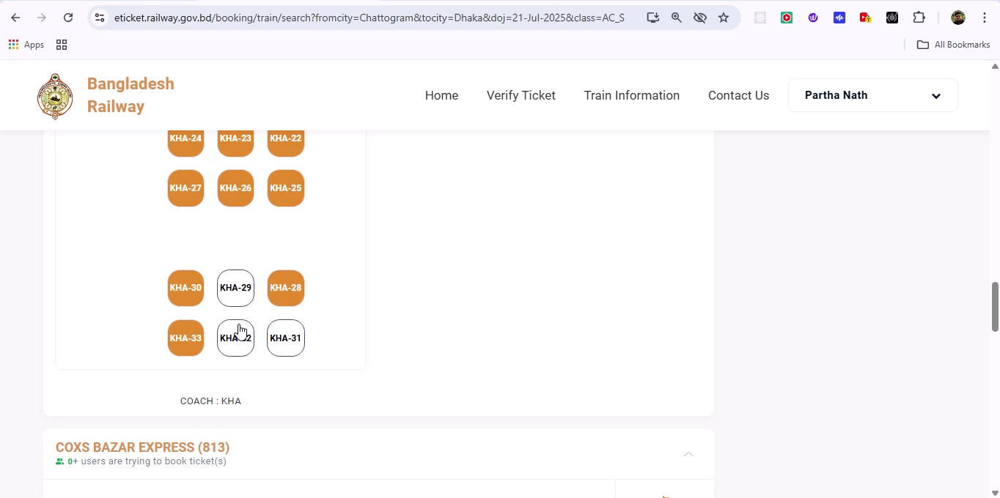 eticket.railway.gov.bd/booking/train/search?fromcity=Chattogram&tocity=Dhaka&doj=21-Jul-2025&class=AC_S
Apps
All Bookmarks
Bangladesh
Railway
Home Verify Ticket Train Information Contact Us Partha Nath
KHA-24 KHA-23 KHA-22
KHA-27 KHA-26 KHA-25
KHA-30 KHA-29 KHA-28
KHA-33 KHA-32 KHA-31
COACH : KHA
COXS BAZAR EXPRESS (813)
0+ users are trying to book ticket(s)